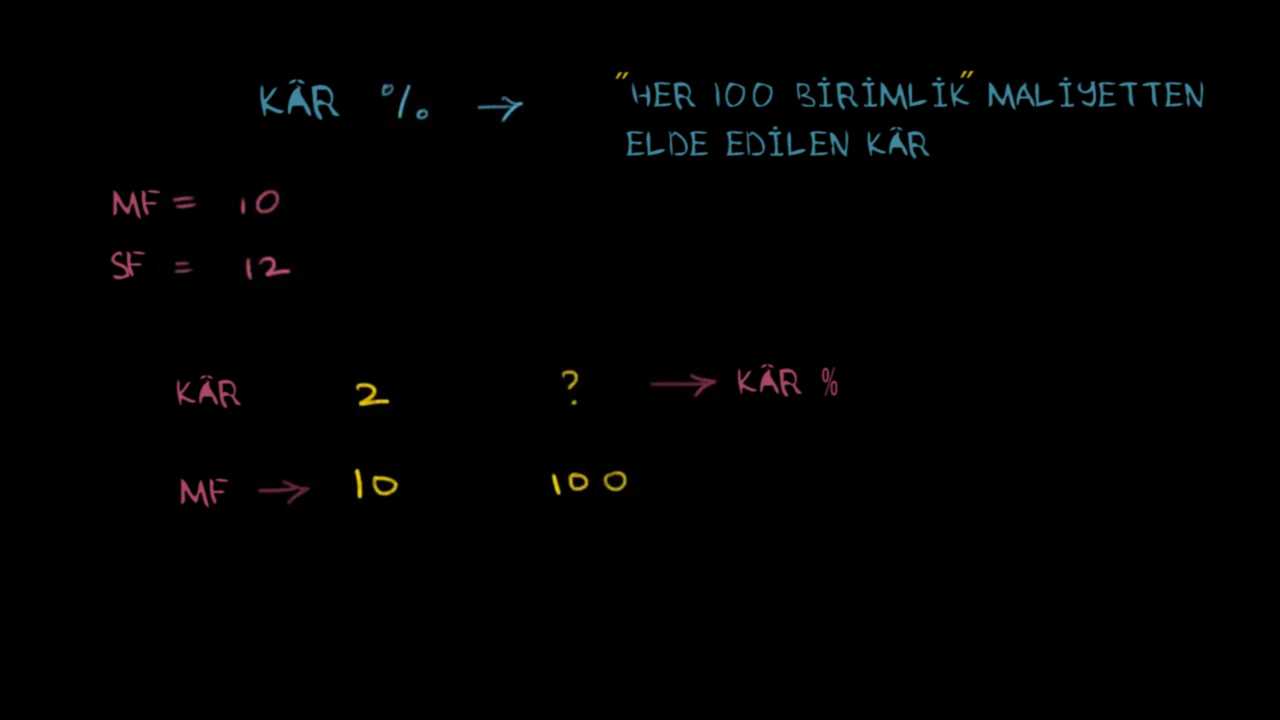 KÂR % → "HER 100 BİRİMLİK" MALİYETTEN
ELDE EDİLEN KÂR
MF = 10
SF = 12
KÂR 2 ? → KÂR %
MF → 10 100